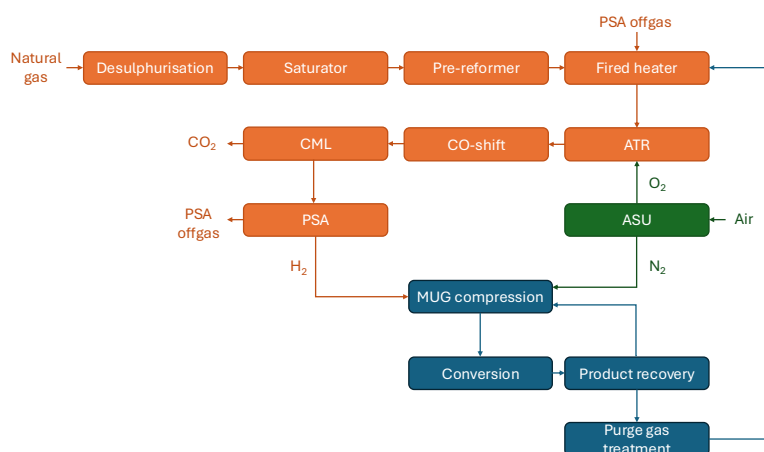 PSA offgas
Natural
gas
Desulphurisation
Saturator
Pre-reformer
Fired heater
CO₂
CML
CO-shift
ATR
O₂
PSA
offgas
PSA
ASU
Air
H₂
N₂
MUG compression
Conversion
Product recovery
Purge gas
treatment